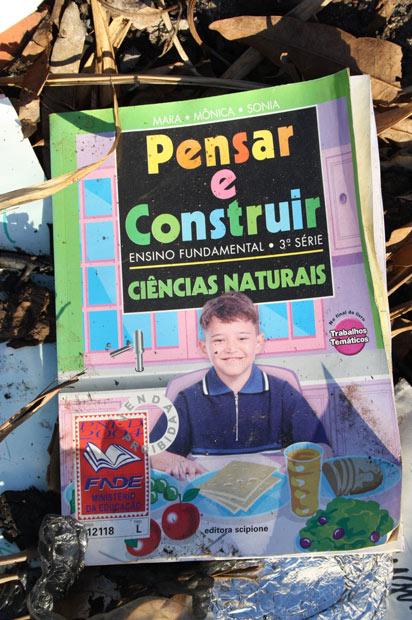 MARA • MÔNICA • SONIA
Pensar
e
Construir
ENSINO FUNDAMENTAL • 3ª SÉRIE
CIÊNCIAS NATURAIS
No final do livro
Trabalhos
Temáticos
VENDA PROIBIDA
FNDE
MINISTÉRIO
DA EDUCAÇÃO
12118
L
editora scipione